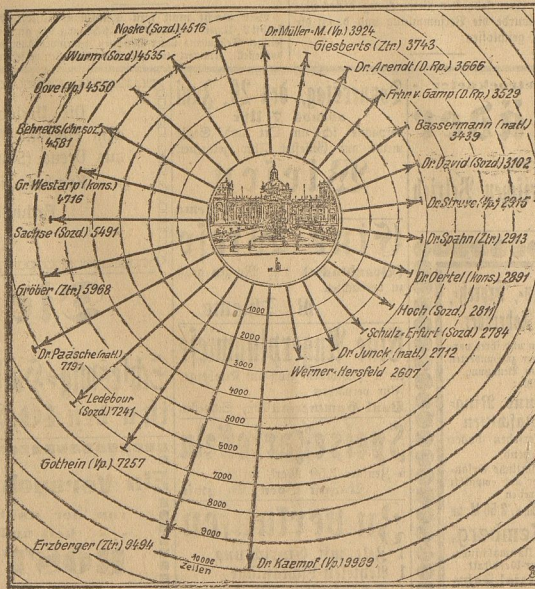 Noske (Sozd.) 4516
Wurm (Sozd) 4535
Dove (Vp) 4550
Behrens (chr. soz.)
4581
Gr. Westarp (kons.)
4716
Sachse (Sozd.) 5491
Gröber (Ztr.) 5968
Dr. Paasche (natl.)
7191
Ledebour
(Sozd.) 7241
Gothein (Vp.) 7257
Erzberger (Ztr.) 9494
Dr. Kaempf (Vp.) 9989
Dr. Müller-M. (Vp.) 3924
Giesberts (Ztr.) 3743
Dr. Arendt (D. Rp.) 3666
Frhr v. Gamp (D. Rp.) 3529
Bassermann (natl.)
3439
Dr. David (Sozd.) 3102
Dr. Struve (Vp.) 2915
Dr. Spahn (Ztr.) 2913
Dr. Oertel (kons.) 2891
Hoch (Sozd.) 2811
Schulz-Erfurt (Sozd.) 2784
Dr. Junck (natl.) 2712
Werner-Hersfeld 2607
1000
2000
3000
4000
5000
6000
7000
8000
9000
10000
Zeilen